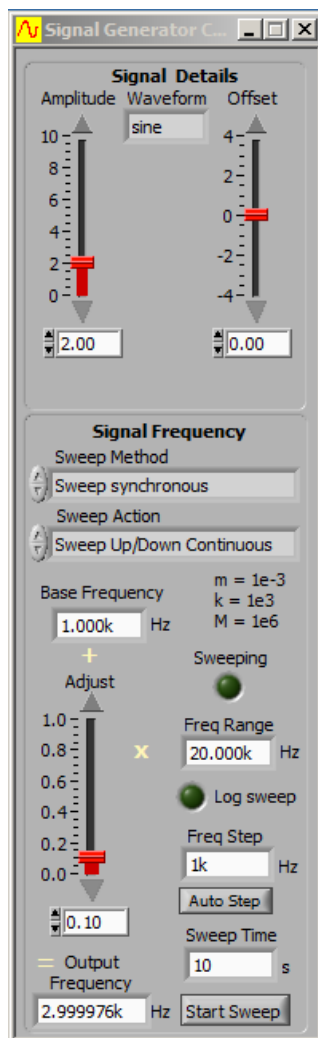 Signal Generator C...
Signal Details
Amplitude Waveform Offset
sine
10
8
6
4
2
0
4
2
0
-2
-4
2.00
0.00
Signal Frequency
Sweep Method
Sweep synchronous
Sweep Action
Sweep Up/Down Continuous
m = 1e-3
k = 1e3
M = 1e6
Base Frequency
1.000k Hz
+
Adjust
1.0
0.8
0.6
0.4
0.2
0.0
0.10
x
Sweeping
Freq Range
20.000k Hz
Log sweep
Freq Step
1k Hz
Auto Step
Sweep Time
10 s
= Output
Frequency
2.999976k Hz
Start Sweep